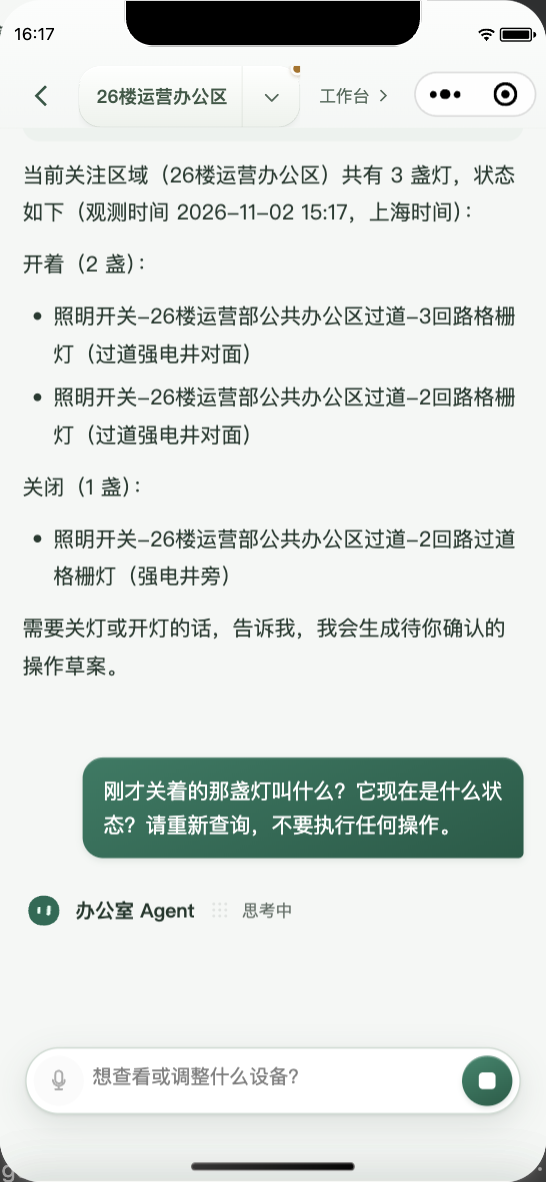 16:17
26楼运营办公区
工作台
当前关注区域（26楼运营办公区）共有 3 盏灯，状态
如下（观测时间 2026-11-02 15:17，上海时间）：
开着（2 盏）：
• 照明开关-26楼运营部公共办公区过道-3回路格栅
灯（过道强电井对面）
• 照明开关-26楼运营部公共办公区过道-2回路格栅
灯（过道强电井对面）
关闭（1 盏）：
• 照明开关-26楼运营部公共办公区过道-2回路过道
格栅灯（强电井旁）
需要关灯或开灯的话，告诉我，我会生成待你确认的
操作草案。
刚才关着的那盏灯叫什么？它现在是什么状
态？请重新查询，不要执行任何操作。
办公室 Agent 思考中
想查看或调整什么设备？